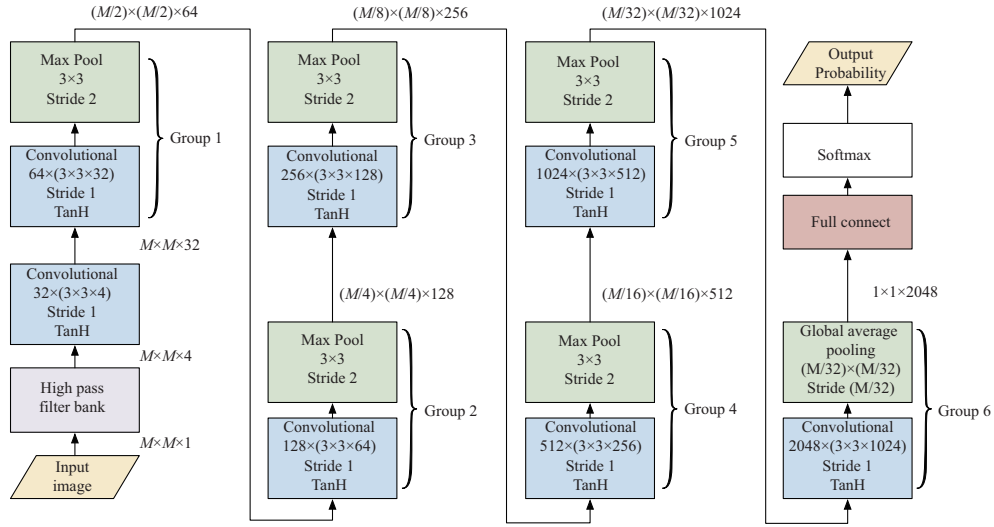 (M/2)×(M/2)×64
Max Pool
3×3
Stride 2
Group 1
Convolutional
64×(3×3×32)
Stride 1
TanH
M×M×32
Convolutional
32×(3×3×4)
Stride 1
TanH
M×M×4
High pass
filter bank
M×M×1
Input
image
(M/8)×(M/8)×256
Max Pool
3×3
Stride 2
Group 3
Convolutional
256×(3×3×128)
Stride 1
TanH
(M/4)×(M/4)×128
Max Pool
3×3
Stride 2
Group 2
Convolutional
128×(3×3×64)
Stride 1
TanH
(M/32)×(M/32)×1024
Max Pool
3×3
Stride 2
Group 5
Convolutional
1024×(3×3×512)
Stride 1
TanH
(M/16)×(M/16)×512
Max Pool
3×3
Stride 2
Group 4
Convolutional
512×(3×3×256)
Stride 1
TanH
Output
Probability
Softmax
Full connect
1×1×2048
Global average
pooling
(M/32)×(M/32)
Stride (M/32)
Group 6
Convolutional
2048×(3×3×1024)
Stride 1
TanH